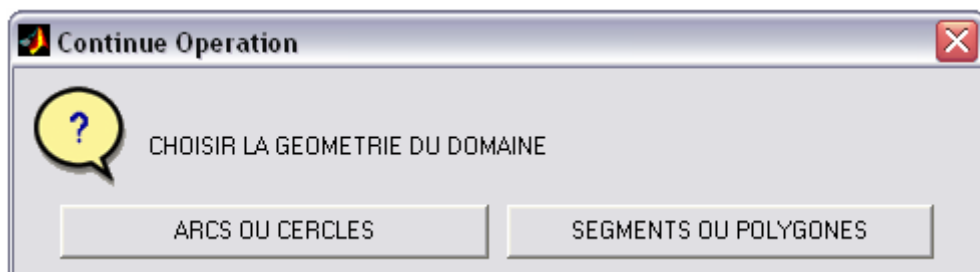 Continue Operation
?
CHOISIR LA GEOMETRIE DU DOMAINE
ARCS OU CERCLES
SEGMENTS OU POLYGONES